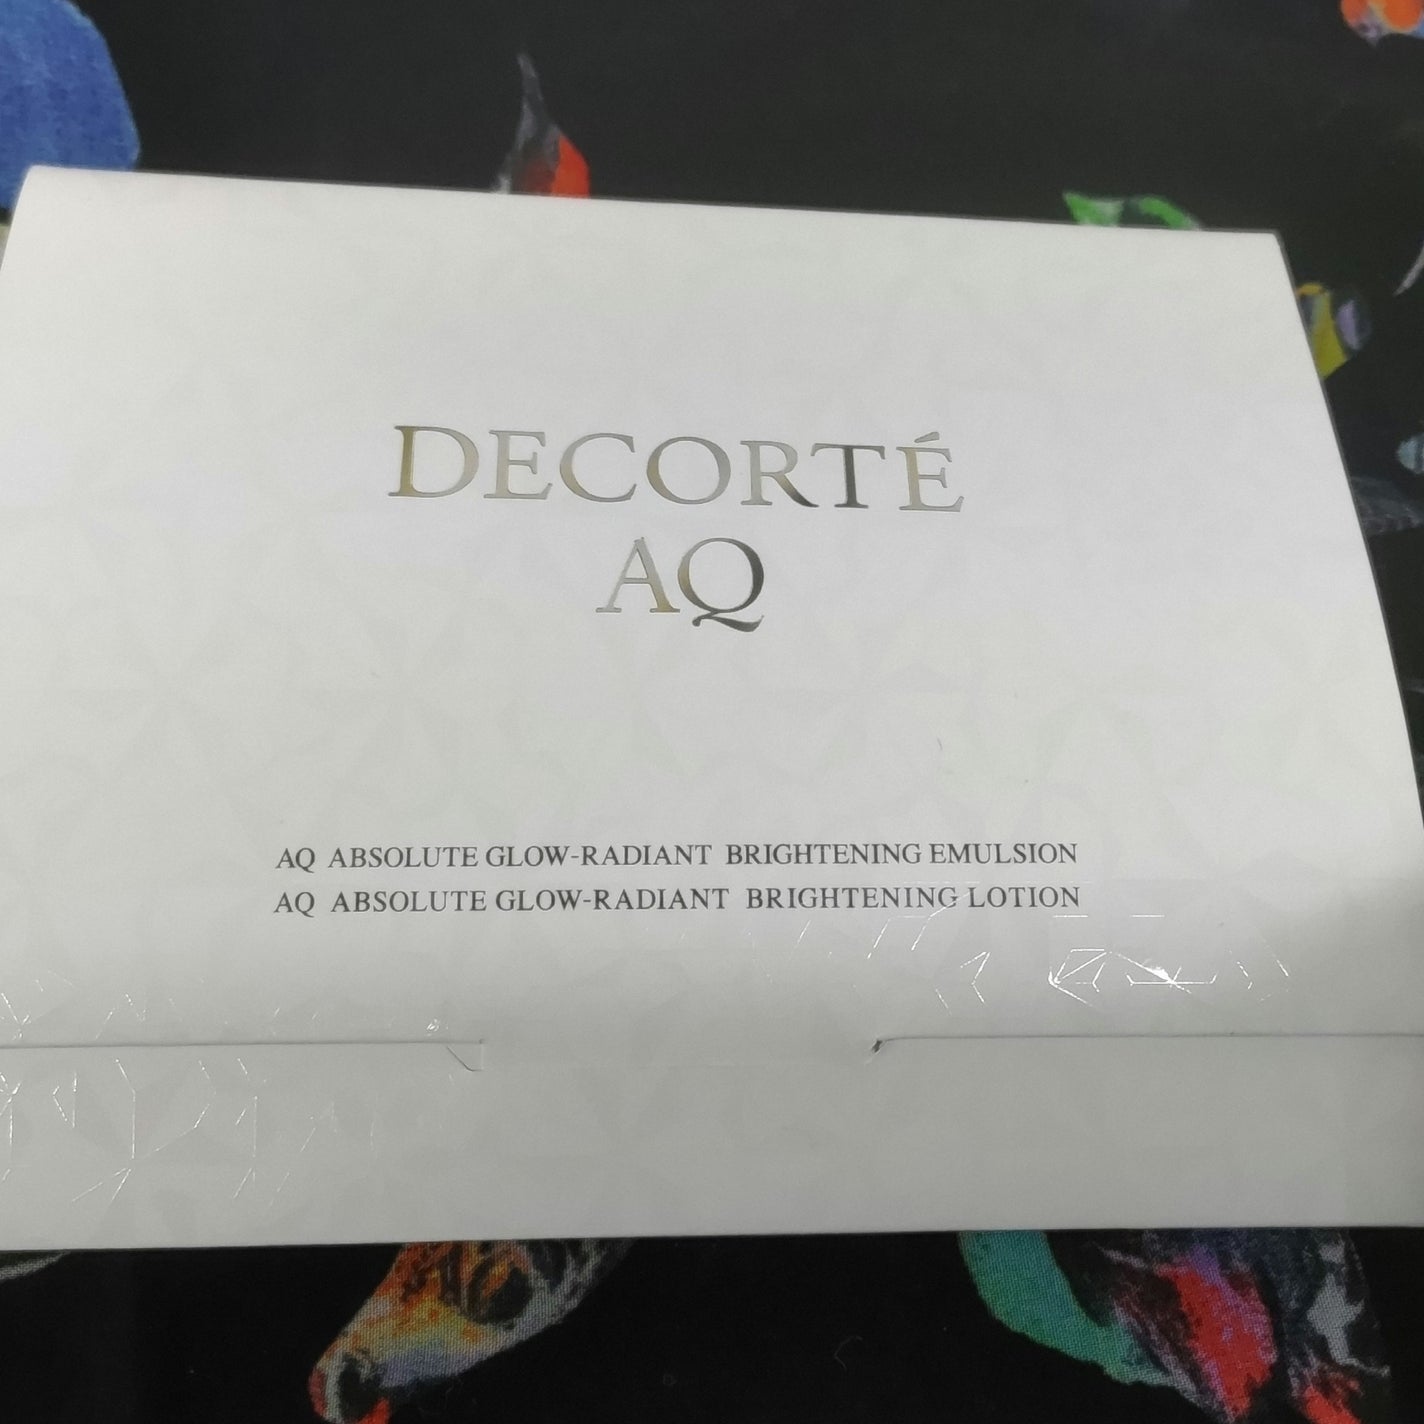 DECORTÉ
AQ
AQ ABSOLUTE GLOW-RADIANT BRIGHTENING EMULSION
AQ ABSOLUTE GLOW-RADIANT BRIGHTENING LOTION